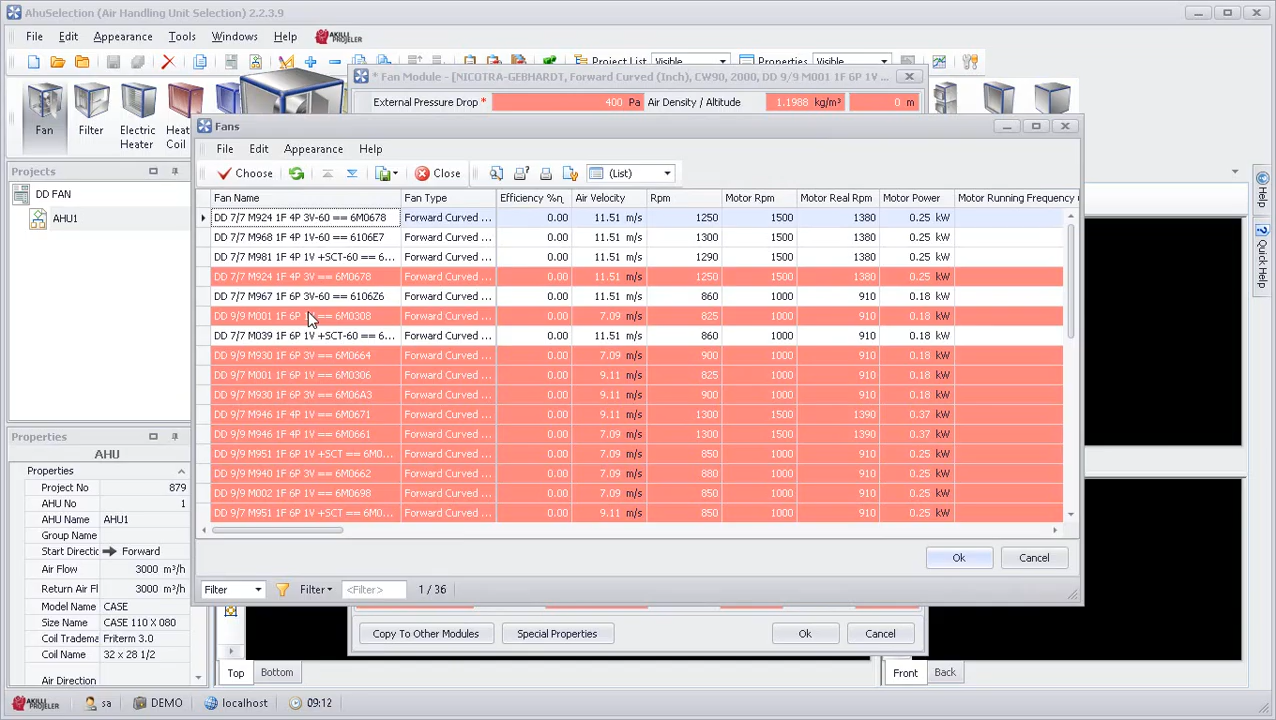 AhuSelection (Air Handling Unit Selection) 2.2.3.9
File Edit Appearance Tools Windows Help AKILLI PROJELER
Project List Visible Properties Visible
* Fan Module - [NICOTRA-GEBHARDT, Forward Curved (Inch), CW90, 2000, DD 9/9 M001 1F 6P 1V ...
External Pressure Drop * 400 Pa Air Density / Altitude 1.1988 kg/m³ 0 m
Fan Filter Electric Heater Heat Coil
Fans
File Edit Appearance Help
Choose Close (List)
Fan Name Fan Type Efficiency %η Air Velocity Rpm Motor Rpm Motor Real Rpm Motor Power Motor Running Frequency
DD 7/7 M924 1F 4P 3V-60 == 6M0678 Forward Curved ... 0.00 11.51 m/s 1250 1500 1380 0.25 kW
DD 7/7 M968 1F 4P 1V-60 == 6106E7 Forward Curved ... 0.00 11.51 m/s 1300 1500 1380 0.25 kW
DD 7/7 M981 1F 4P 1V +SCT-60 == 6... Forward Curved ... 0.00 11.51 m/s 1290 1500 1380 0.25 kW
DD 7/7 M924 1F 4P 3V == 6M0678 Forward Curved ... 0.00 11.51 m/s 1250 1500 1380 0.25 kW
DD 7/7 M967 1F 6P 3V-60 == 6106Z6 Forward Curved ... 0.00 11.51 m/s 860 1000 910 0.18 kW
DD 9/9 M001 1F 6P 1V == 6M0308 Forward Curved ... 0.00 7.09 m/s 825 1000 910 0.18 kW
DD 7/7 M039 1F 6P 1V +SCT-60 == 6... Forward Curved ... 0.00 11.51 m/s 860 1000 910 0.18 kW
DD 9/9 M930 1F 6P 3V == 6M0664 Forward Curved ... 0.00 7.09 m/s 900 1000 910 0.18 kW
DD 9/7 M001 1F 6P 1V == 6M0306 Forward Curved ... 0.00 9.11 m/s 825 1000 910 0.18 kW
DD 9/7 M930 1F 6P 3V == 6M06A3 Forward Curved ... 0.00 9.11 m/s 900 1000 910 0.18 kW
DD 9/7 M946 1F 4P 1V == 6M0671 Forward Curved ... 0.00 9.11 m/s 1300 1500 1390 0.37 kW
DD 9/9 M946 1F 4P 1V == 6M0661 Forward Curved ... 0.00 7.09 m/s 1300 1500 1390 0.37 kW
DD 9/9 M951 1F 6P 1V +SCT == 6M0... Forward Curved ... 0.00 7.09 m/s 850 1000 910 0.25 kW
DD 9/9 M940 1F 6P 3V == 6M0662 Forward Curved ... 0.00 7.09 m/s 880 1000 910 0.25 kW
DD 9/9 M002 1F 6P 1V == 6M0698 Forward Curved ... 0.00 7.09 m/s 850 1000 910 0.25 kW
DD 9/7 M951 1F 6P 1V +SCT == 6M0... Forward Curved ... 0.00 9.11 m/s 850 1000 910 0.25 kW
Ok Cancel
Filter Filter <Filter> 1 / 36
Copy To Other Modules Special Properties Ok Cancel
Projects
DD FAN
AHU1
Properties
AHU
Properties
Project No 879
AHU No 1
AHU Name AHU1
Group Name
Start Directic Forward
Air Flow 3000 m³/h
Return Air Fl 3000 m³/h
Model Name CASE
Size Name CASE 110 X 080
Coil Tradema Friterm 3.0
Coil Name 32 x 28 1/2
Air Direction
Top Bottom Front Back
Help
Quick Help
AKILLI PROJELER sa DEMO localhost 09:12